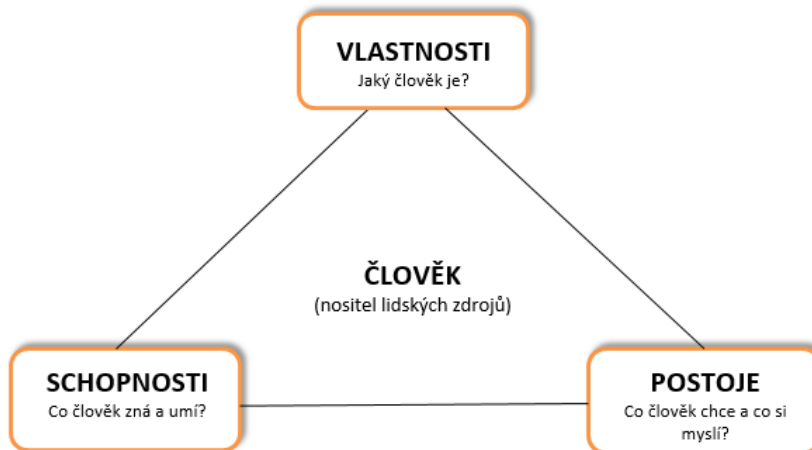 VLASTNOSTI
Jaký člověk je?
ČLOVĚK
(nositel lidských zdrojů)
SCHOPNOSTI
Co člověk zná a umí?
POSTOJE
Co člověk chce a co si
myslí?